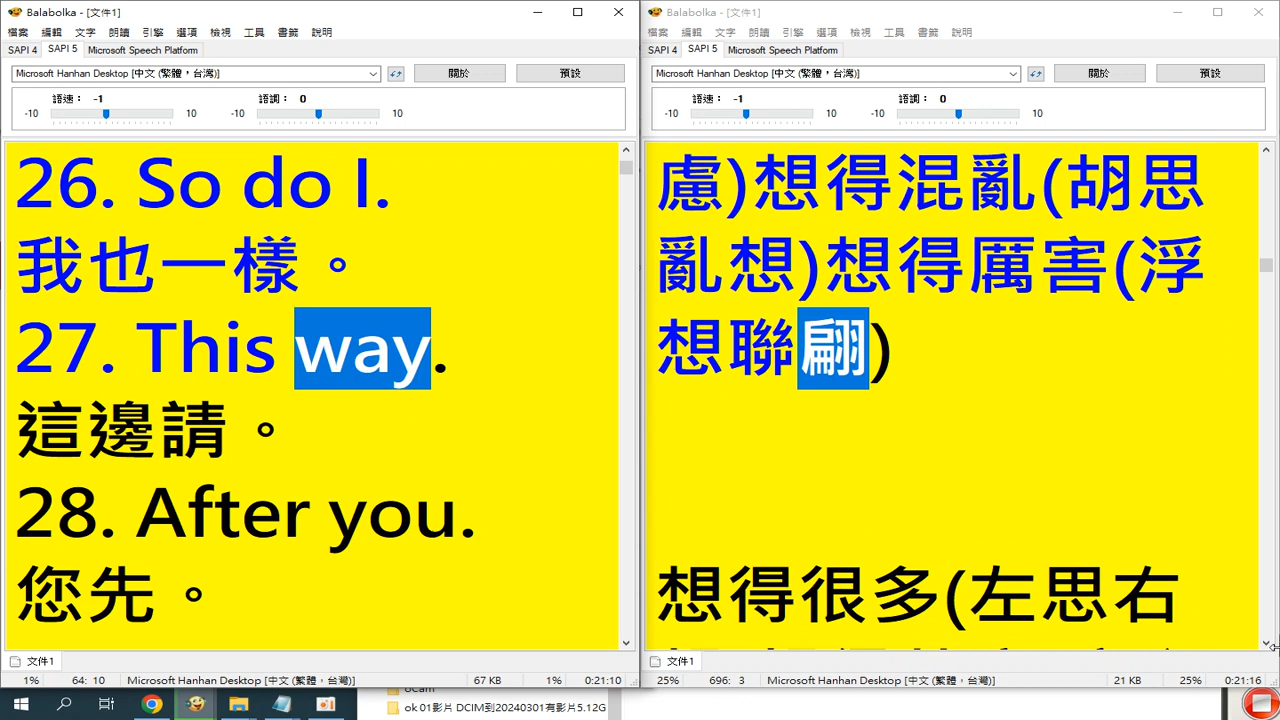 Balabolka - [文件1]
檔案 編輯 文字 朗讀 引擎 選項 檢視 工具 書籤 說明
SAPI 4 SAPI 5 Microsoft Speech Platform
Microsoft Hanhan Desktop [中文 (繁體，台灣)] 關於 預設
語速： -1 語調： 0
-10 10 -10 10
26. So do I.
我也一樣。
27. This way.
這邊請。
28. After you.
您先。
文件1
1% 64: 10 Microsoft Hanhan Desktop [中文 (繁體，台灣)] 67 KB 1% 0:21:10
Balabolka - [文件1]
檔案 編輯 文字 朗讀 引擎 選項 檢視 工具 書籤 說明
SAPI 4 SAPI 5 Microsoft Speech Platform
Microsoft Hanhan Desktop [中文 (繁體，台灣)] 關於 預設
語速： -1 語調： 0
-10 10 -10 10
慮)想得混亂(胡思
亂想)想得厲害(浮
想聯翩)
想得很多(左思右
文件1
25% 696: 3 Microsoft Hanhan Desktop [中文 (繁體，台灣)] 21 KB 25% 0:21:16
oCam
ok 01影片 DCIM到20240301有影片5.12G